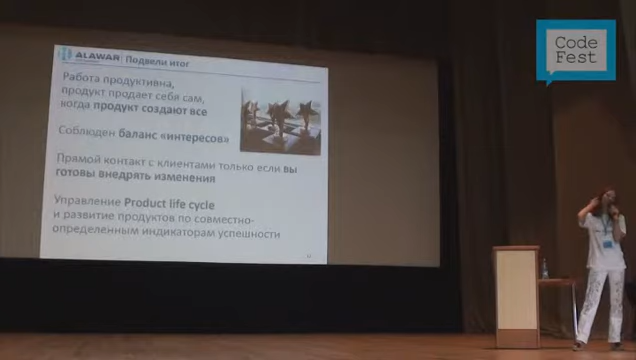 ALAWAR Подвели итог
Code
Fest
Работа продуктивна,
продукт продает себя сам,
когда продукт создают все
Соблюден баланс «интересов»
Прямой контакт с клиентами только если вы
готовы внедрять изменения
Управление Product life cycle
и развитие продуктов по совместно-
определенным индикаторам успешности